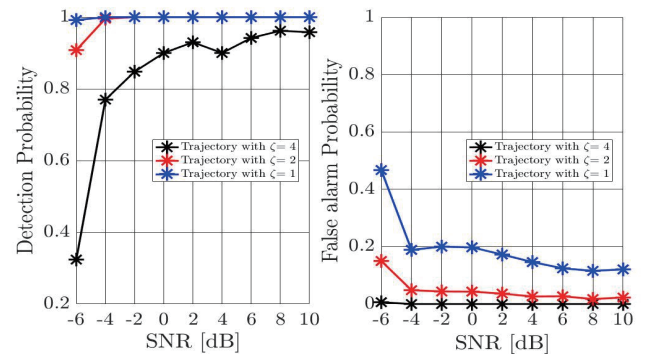 1
0.8
0.6
0.4
0.2
-6 -4 -2 0 2 4 6 8 10
SNR [dB]
Detection Probability
Trajectory with ζ= 4
Trajectory with ζ= 2
Trajectory with ζ= 1
1
0.8
0.6
0.4
0.2
0
-6 -4 -2 0 2 4 6 8 10
SNR [dB]
False alarm Probability
Trajectory with ζ= 4
Trajectory with ζ= 2
Trajectory with ζ= 1